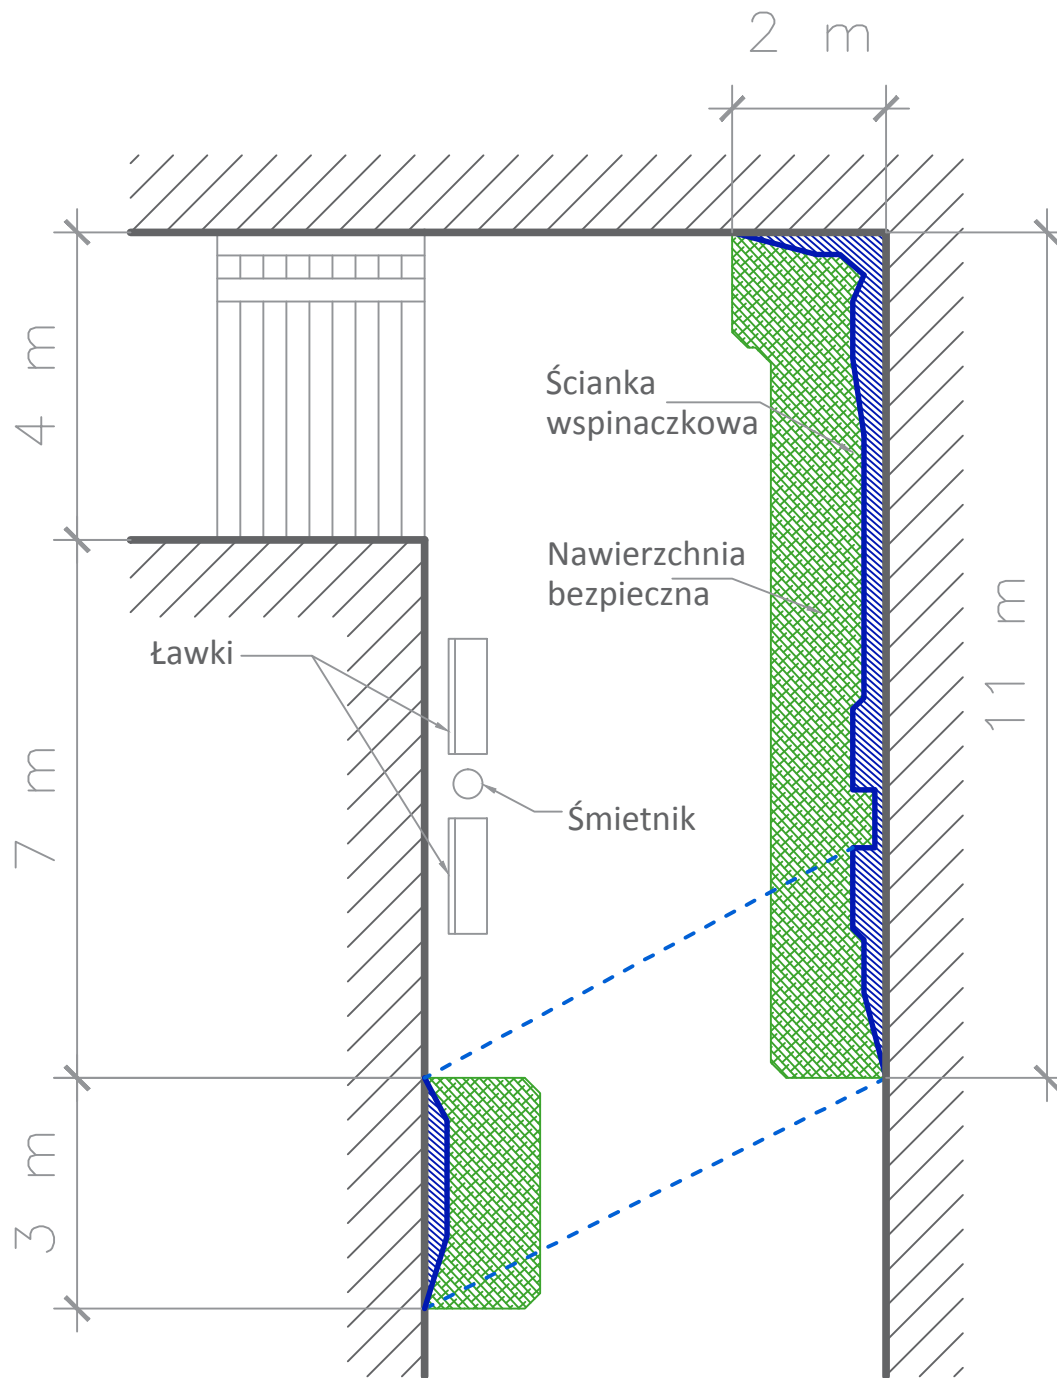 2 m
4 m
Ścianka
wspinaczkowa
Nawierzchnia
bezpieczna
11 m
Ławki
7 m
Śmietnik
3 m